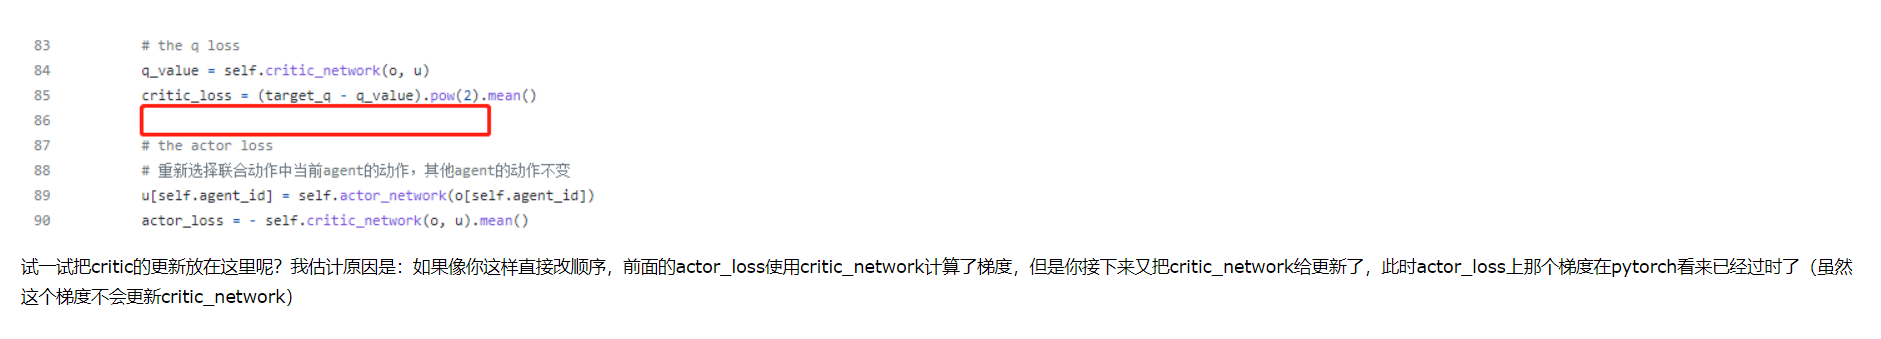 83 # the q loss
84 q_value = self.critic_network(o, u)
85 critic_loss = (target_q - q_value).pow(2).mean()
86
87 # the actor loss
88 # 重新选择联合动作中当前agent的动作，其他agent的动作不变
89 u[self.agent_id] = self.actor_network(o[self.agent_id])
90 actor_loss = - self.critic_network(o, u).mean()
试一试把critic的更新放在这里呢？我估计原因是：如果像你这样直接改顺序，前面的actor_loss使用critic_network计算了梯度，但是你接下来又把critic_network给更新了，此时actor_loss上那个梯度在pytorch看来已经过时了（虽然
这个梯度不会更新critic_network）